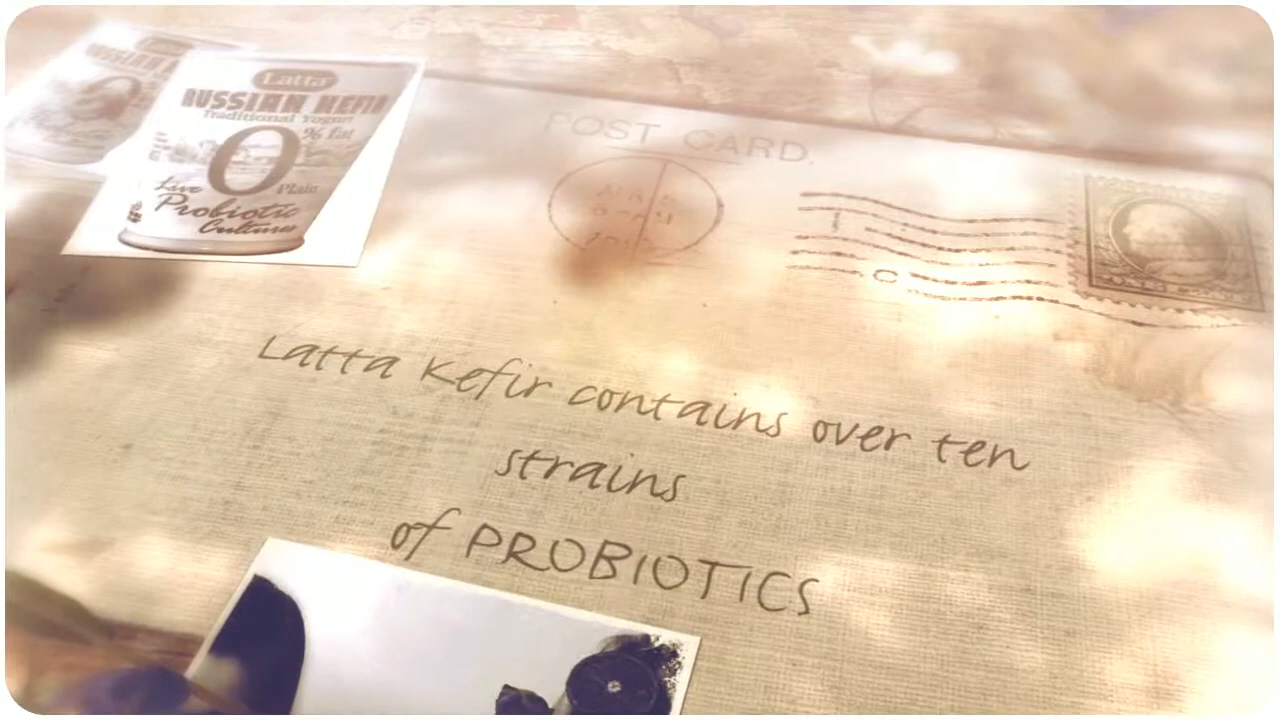 Latta
RUSSIAN KEFIR
Traditional Yogurt
0% fat
Live Plain
Probiotic
Cultures
POST CARD.
Latta Kefir contains over ten
strains
of PROBIOTICS